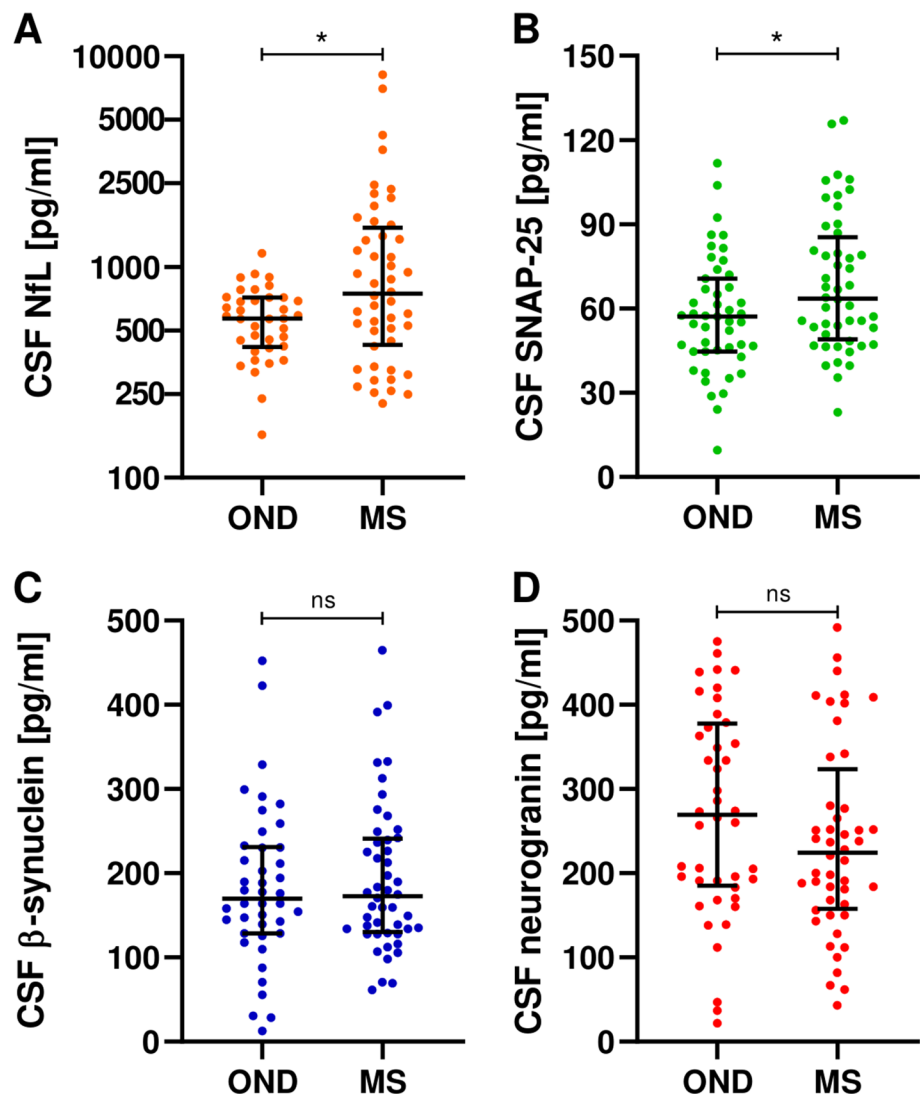 A
CSF NfL [pg/ml]
*
10000
5000
2500
1000
500
250
100
OND
MS
B
CSF SNAP-25 [pg/ml]
*
150
120
90
60
30
0
OND
MS
C
CSF β-synuclein [pg/ml]
ns
500
400
300
200
100
0
OND
MS
D
CSF neurogranin [pg/ml]
ns
500
400
300
200
100
0
OND
MS